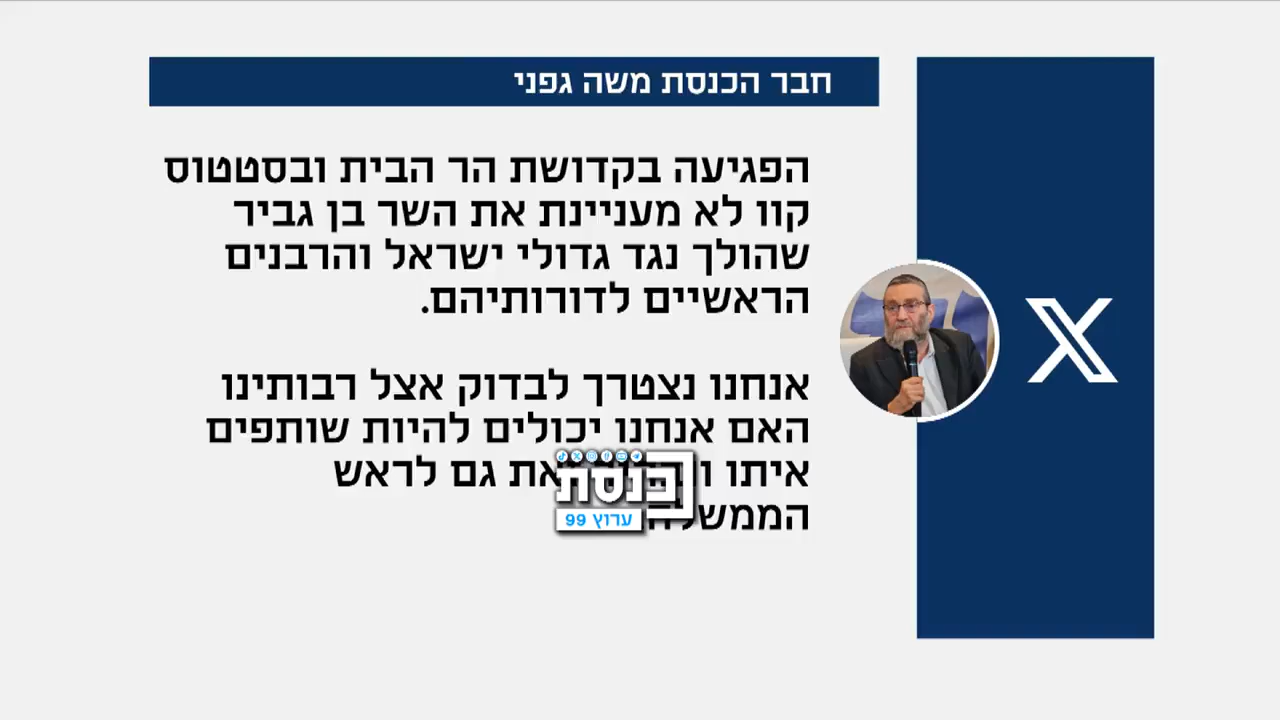 חבר הכנסת משה גפני
הפגיעה בקדושת הר הבית ובסטטוס
קוו לא מעניינת את השר בן גביר
שהולך נגד גדולי ישראל והרבנים
הראשיים לדורותיהם.
אנחנו נצטרך לבדוק אצל רבותינו
האם אנחנו יכולים להיות שותפים
איתו גם לראש
הממשלה
כנסת
ערוץ 99